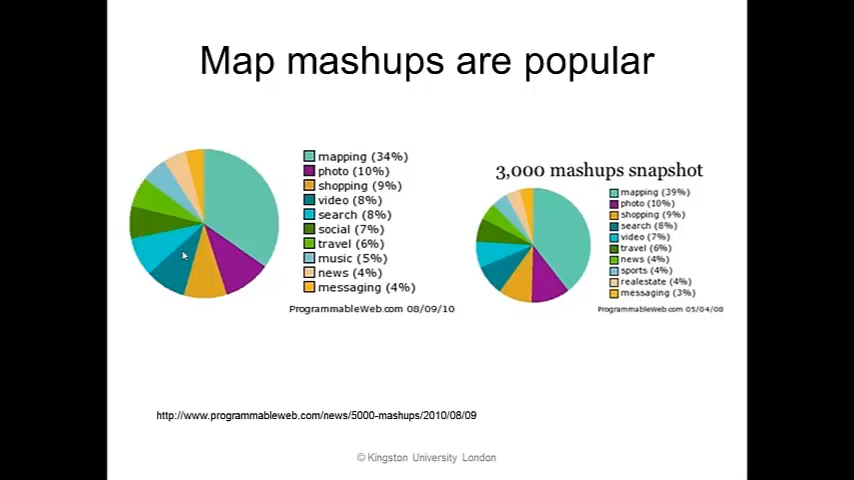 Map mashups are popular
mapping (34%)
photo (10%)
shopping (9%)
video (8%)
search (8%)
social (7%)
travel (6%)
music (5%)
news (4%)
messaging (4%)
ProgrammableWeb.com 08/09/10
3,000 mashups snapshot
mapping (39%)
photo (10%)
shopping (9%)
search (8%)
video (7%)
travel (6%)
news (4%)
sports (4%)
realestate (4%)
messaging (3%)
ProgrammableWeb.com 05/04/08
http://www.programmableweb.com/news/5000-mashups/2010/08/09
© Kingston University London